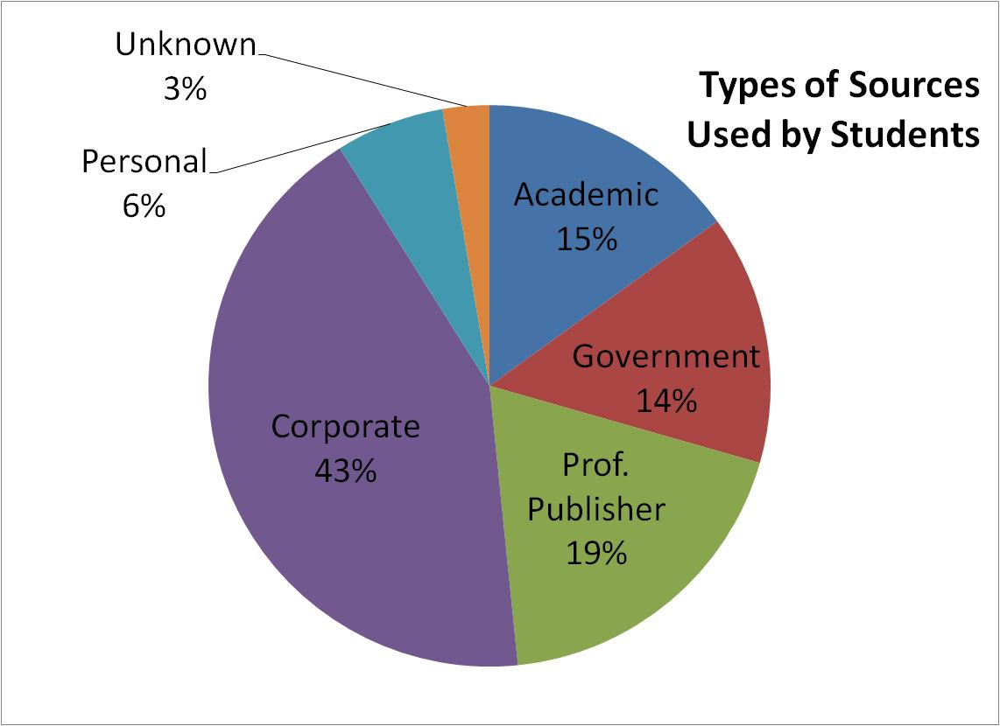 Types of Sources
Used by Students
Unknown
3%
Personal
6%
Academic
15%
Government
14%
Prof.
Publisher
19%
Corporate
43%